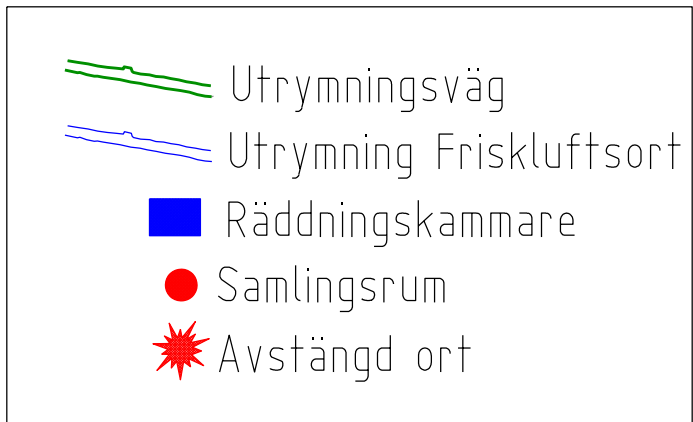 Utrymningsväg
Utrymning Friskluftsort
Räddningskammare
Samlingsrum
Avstängd ort